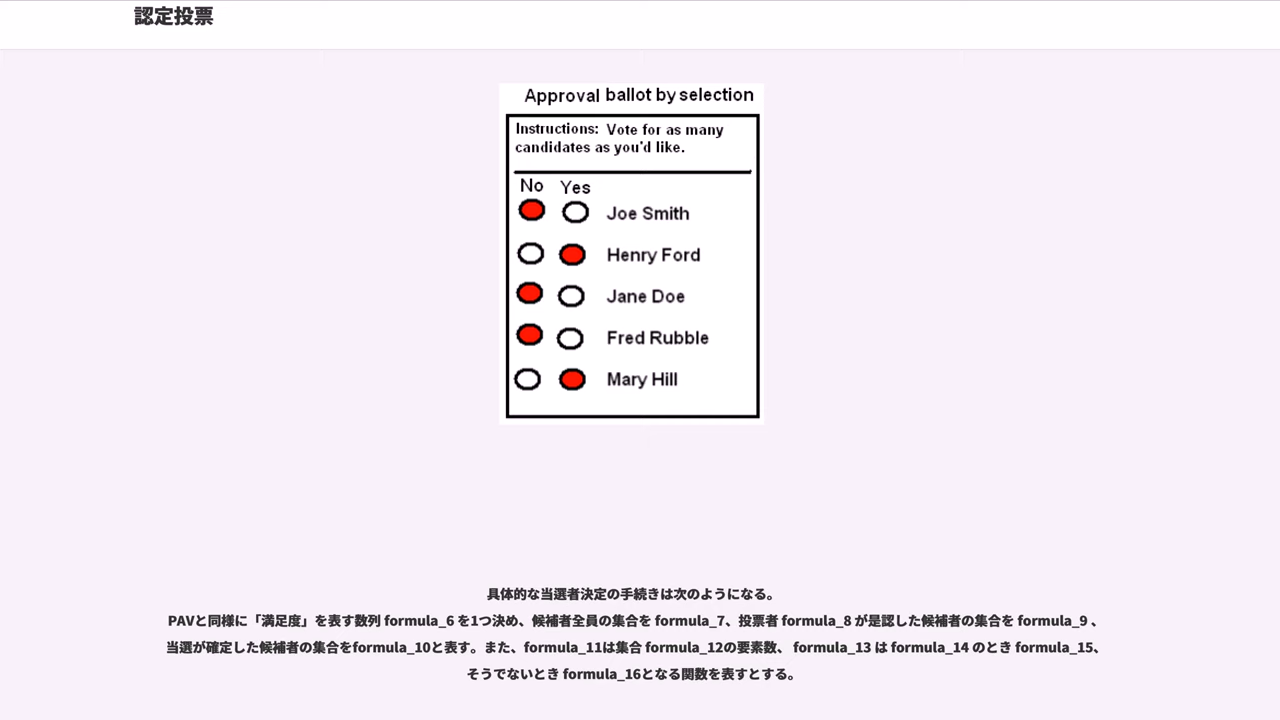 認定投票
Approval ballot by selection
Instructions: Vote for as many
candidates as you'd like.
No Yes
Joe Smith
Henry Ford
Jane Doe
Fred Rubble
Mary Hill
具体的な当選者決定の手続きは次のようになる。
PAVと同様に「満足度」を表す数列 formula_6 を1つ決め、候補者全員の集合を formula_7、投票者 formula_8 が是認した候補者の集合を formula_9 、
当選が確定した候補者の集合をformula_10と表す。また、formula_11は集合 formula_12の要素数、 formula_13 は formula_14 のとき formula_15、
そうでないとき formula_16となる関数を表すとする。